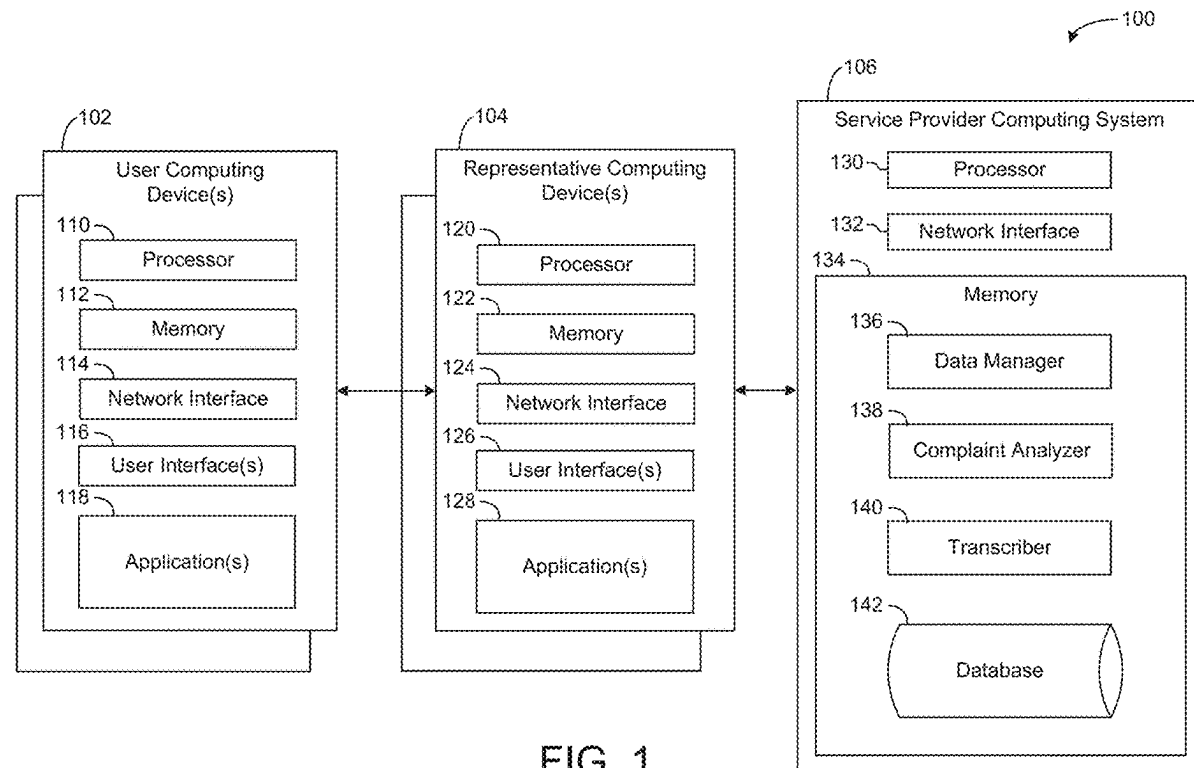 100
102
User Computing
Device(s)
110
Processor
112
Memory
114
Network Interface
116
User Interface(s)
118
Application(s)
104
Representative Computing
Device(s)
120
Processor
122
Memory
124
Network Interface
126
User Interface(s)
128
Application(s)
106
Service Provider Computing System
130
Processor
132
Network Interface
134
Memory
136
Data Manager
138
Complaint Analyzer
140
Transcriber
142
Database
FIG. 1